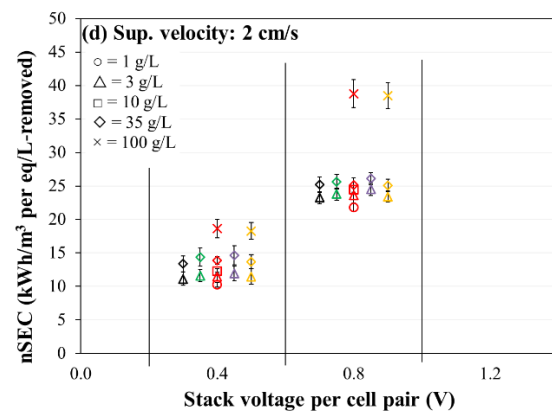 (d) Sup. velocity: 2 cm/s
○ = 1 g/L
△ = 3 g/L
□ = 10 g/L
◇ = 35 g/L
× = 100 g/L
nSEC (kWh/m³ per eq/L-removed)
50
45
40
35
30
25
20
15
10
5
0
0.0 0.4 0.8 1.2
Stack voltage per cell pair (V)